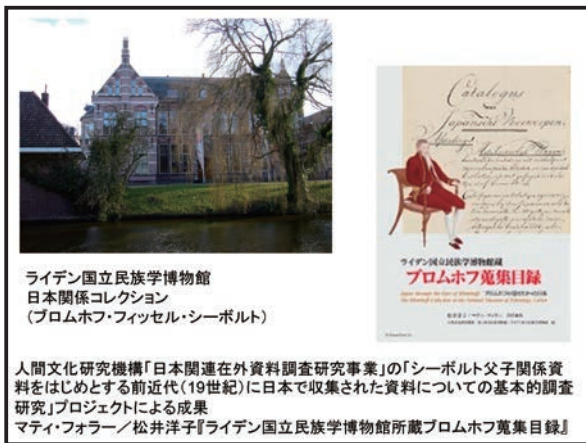 ライデン国立民族学博物館
日本関係コレクション
(ブロムホフ・フィッセル・シーボルト)
Catalogus
Japansche Voorwerpen,
ライデン国立民族学博物館蔵
ブロムホフ蒐集目録
人間文化研究機構「日本関連在外資料調査研究事業」の「シーボルト父子関係資
料をはじめとする前近代(19世紀)に日本で収集された資料についての基本的調査
研究」プロジェクトによる成果
マティ・フォラー/松井洋子『ライデン国立民族学博物館所蔵ブロムホフ蒐集目録』